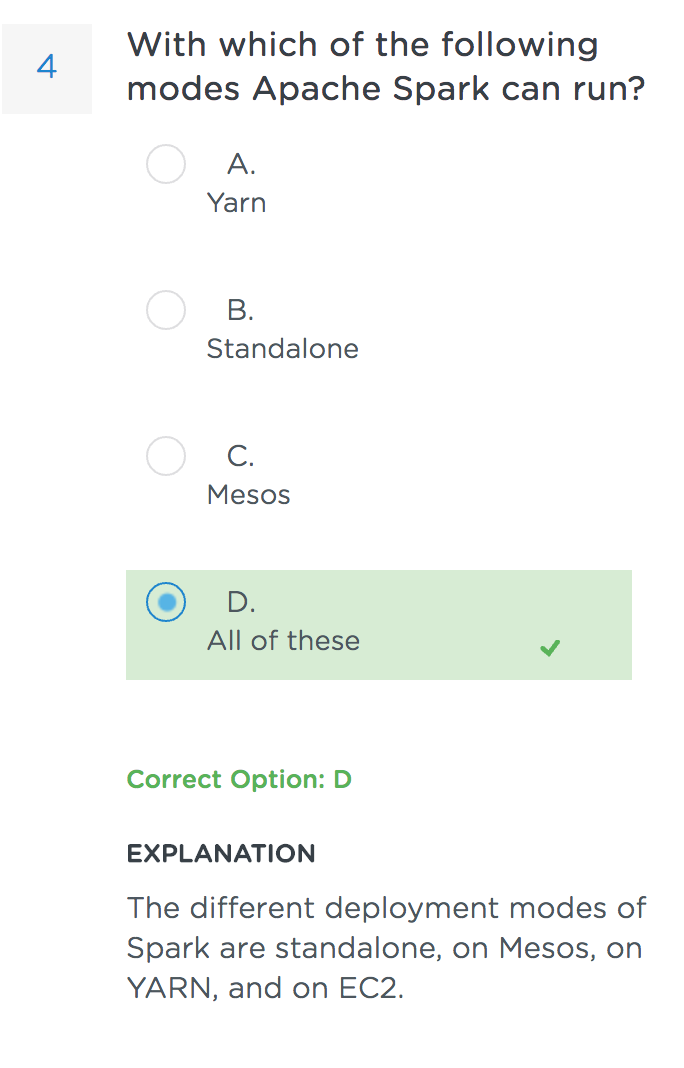 4
With which of the following
modes Apache Spark can run?
A.
Yarn
B.
Standalone
C.
Mesos
D.
All of these
Correct Option: D
EXPLANATION
The different deployment modes of
Spark are standalone, on Mesos, on
YARN, and on EC2.